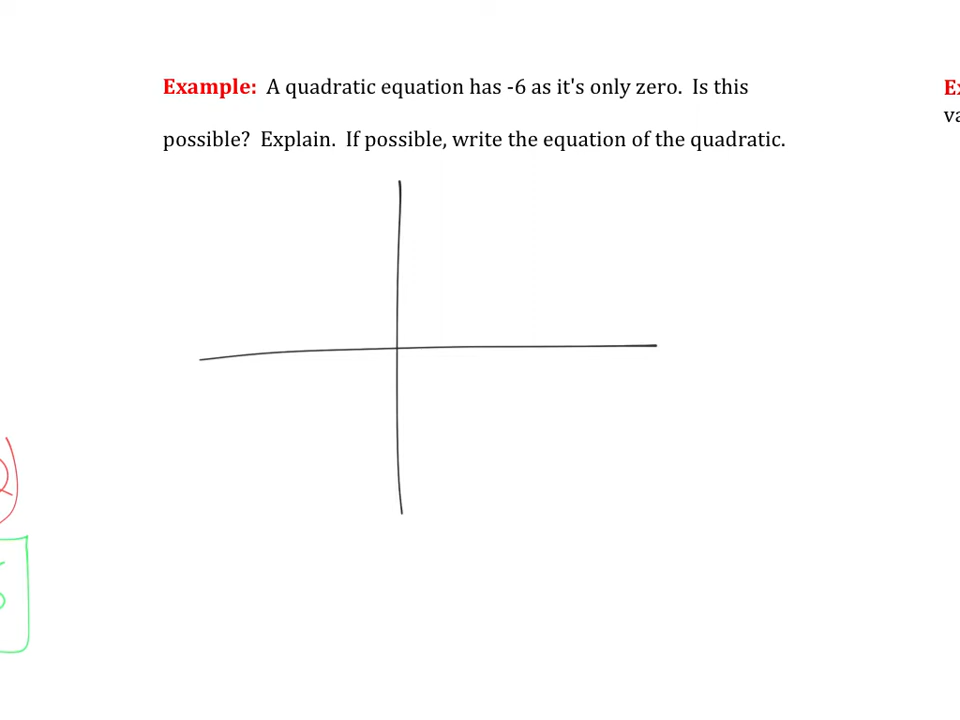 Example: A quadratic equation has -6 as it's only zero. Is this
possible? Explain. If possible, write the equation of the quadratic.